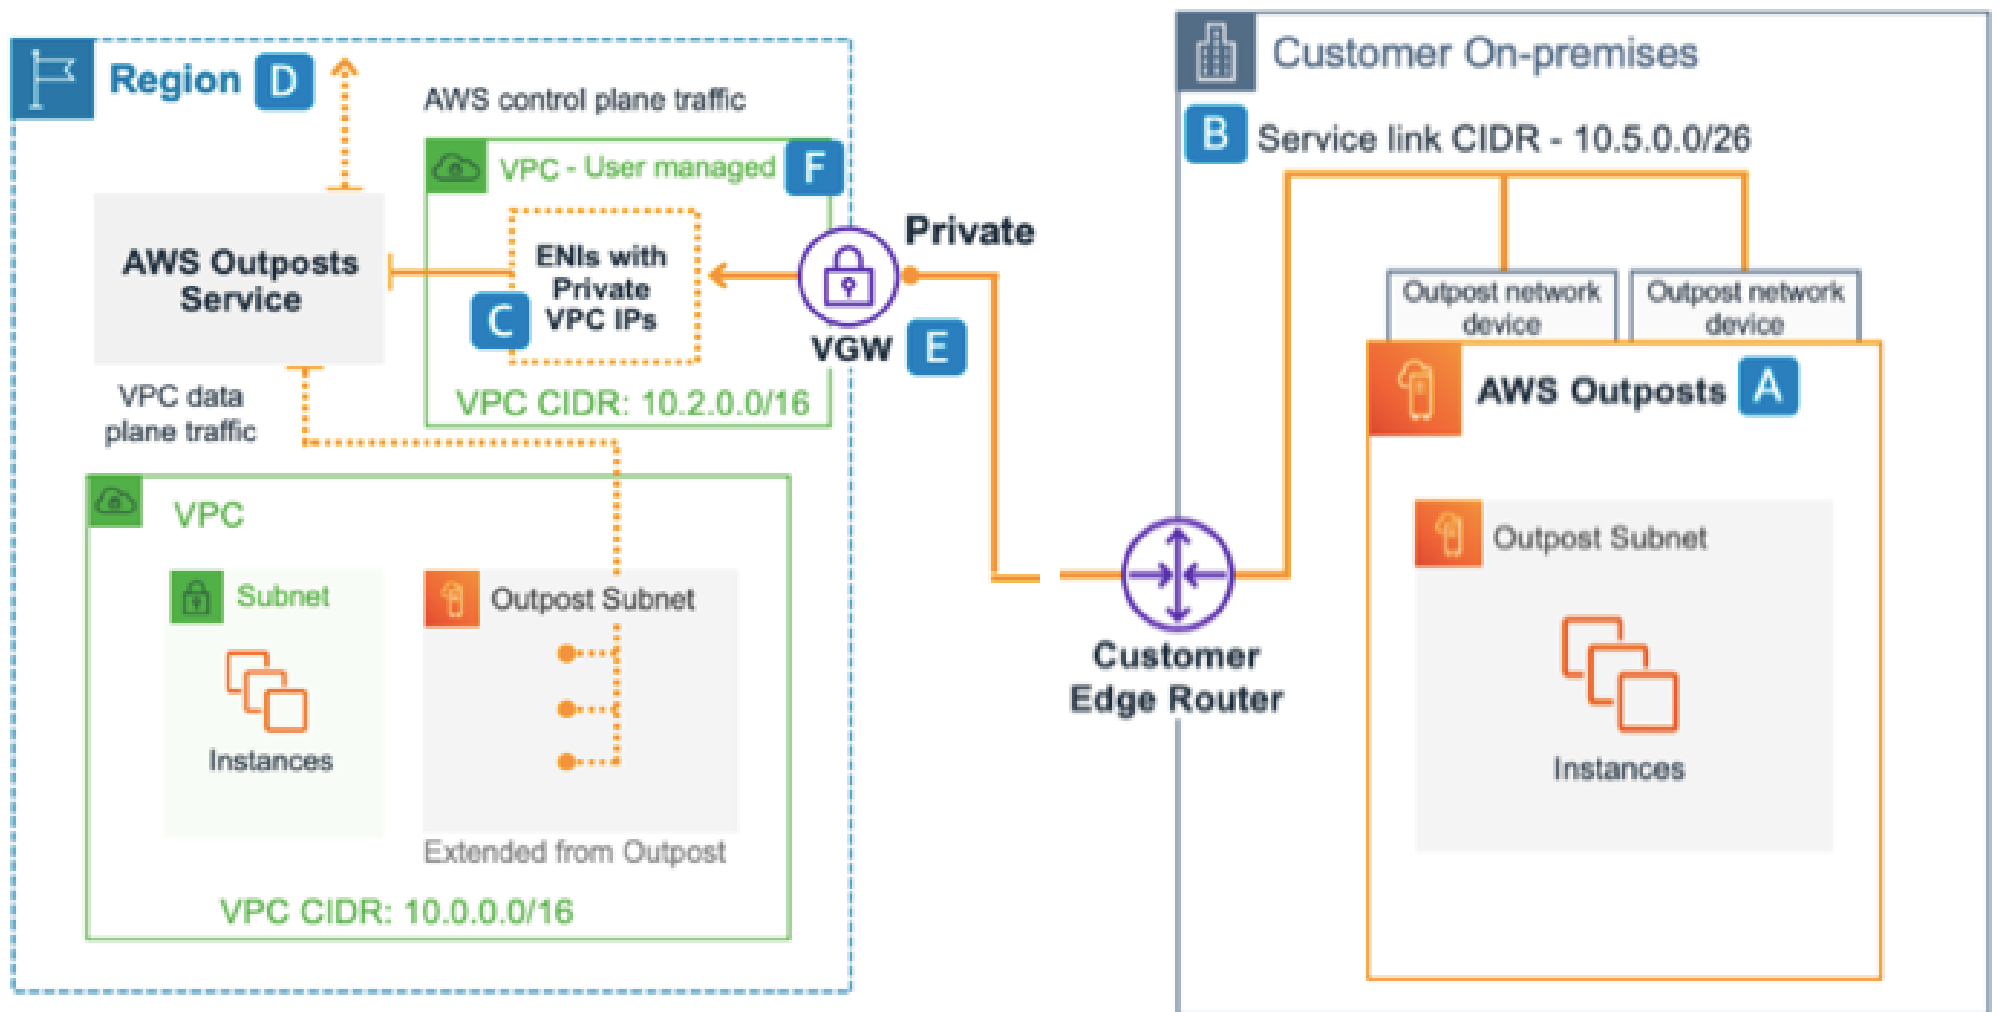 Region D
AWS control plane traffic
VPC - User managed F
AWS Outposts
Service
ENIs with
Private
VPC IPs
C
VPC CIDR: 10.2.0.0/16
Private
VGW E
VPC data
plane traffic
VPC
Subnet
Instances
Outpost Subnet
Extended from Outpost
VPC CIDR: 10.0.0.0/16
Customer
Edge Router
Customer On-premises
B Service link CIDR - 10.5.0.0/26
Outpost network
device
Outpost network
device
AWS Outposts A
Outpost Subnet
Instances